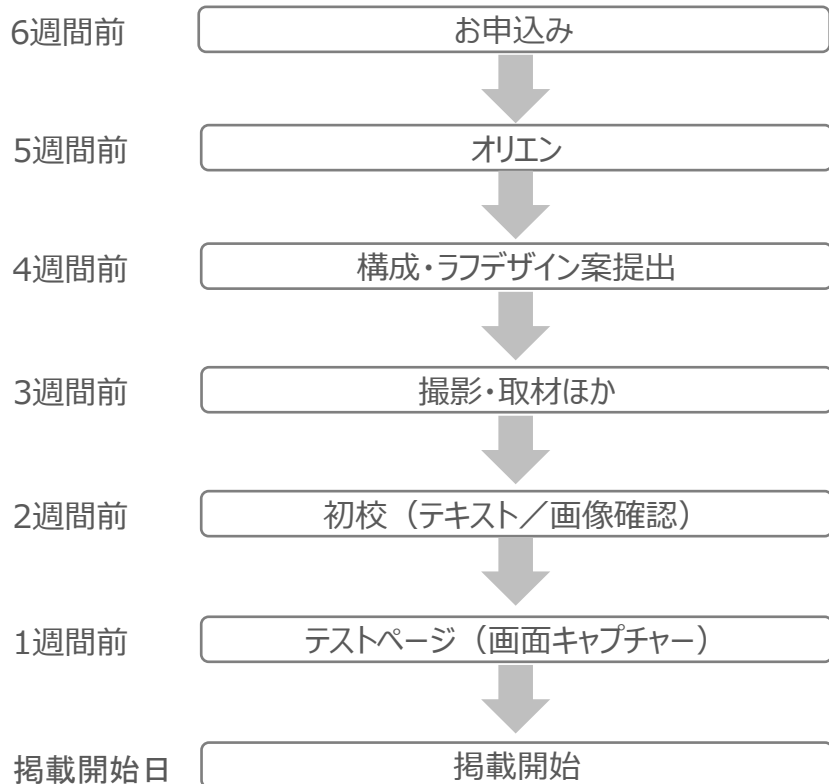 6週間前 お申込み
5週間前 オリエン
4週間前 構成・ラフデザイン案提出
3週間前 撮影・取材ほか
2週間前 初校（テキスト／画像確認）
1週間前 テストページ（画面キャプチャー）
掲載開始日 掲載開始